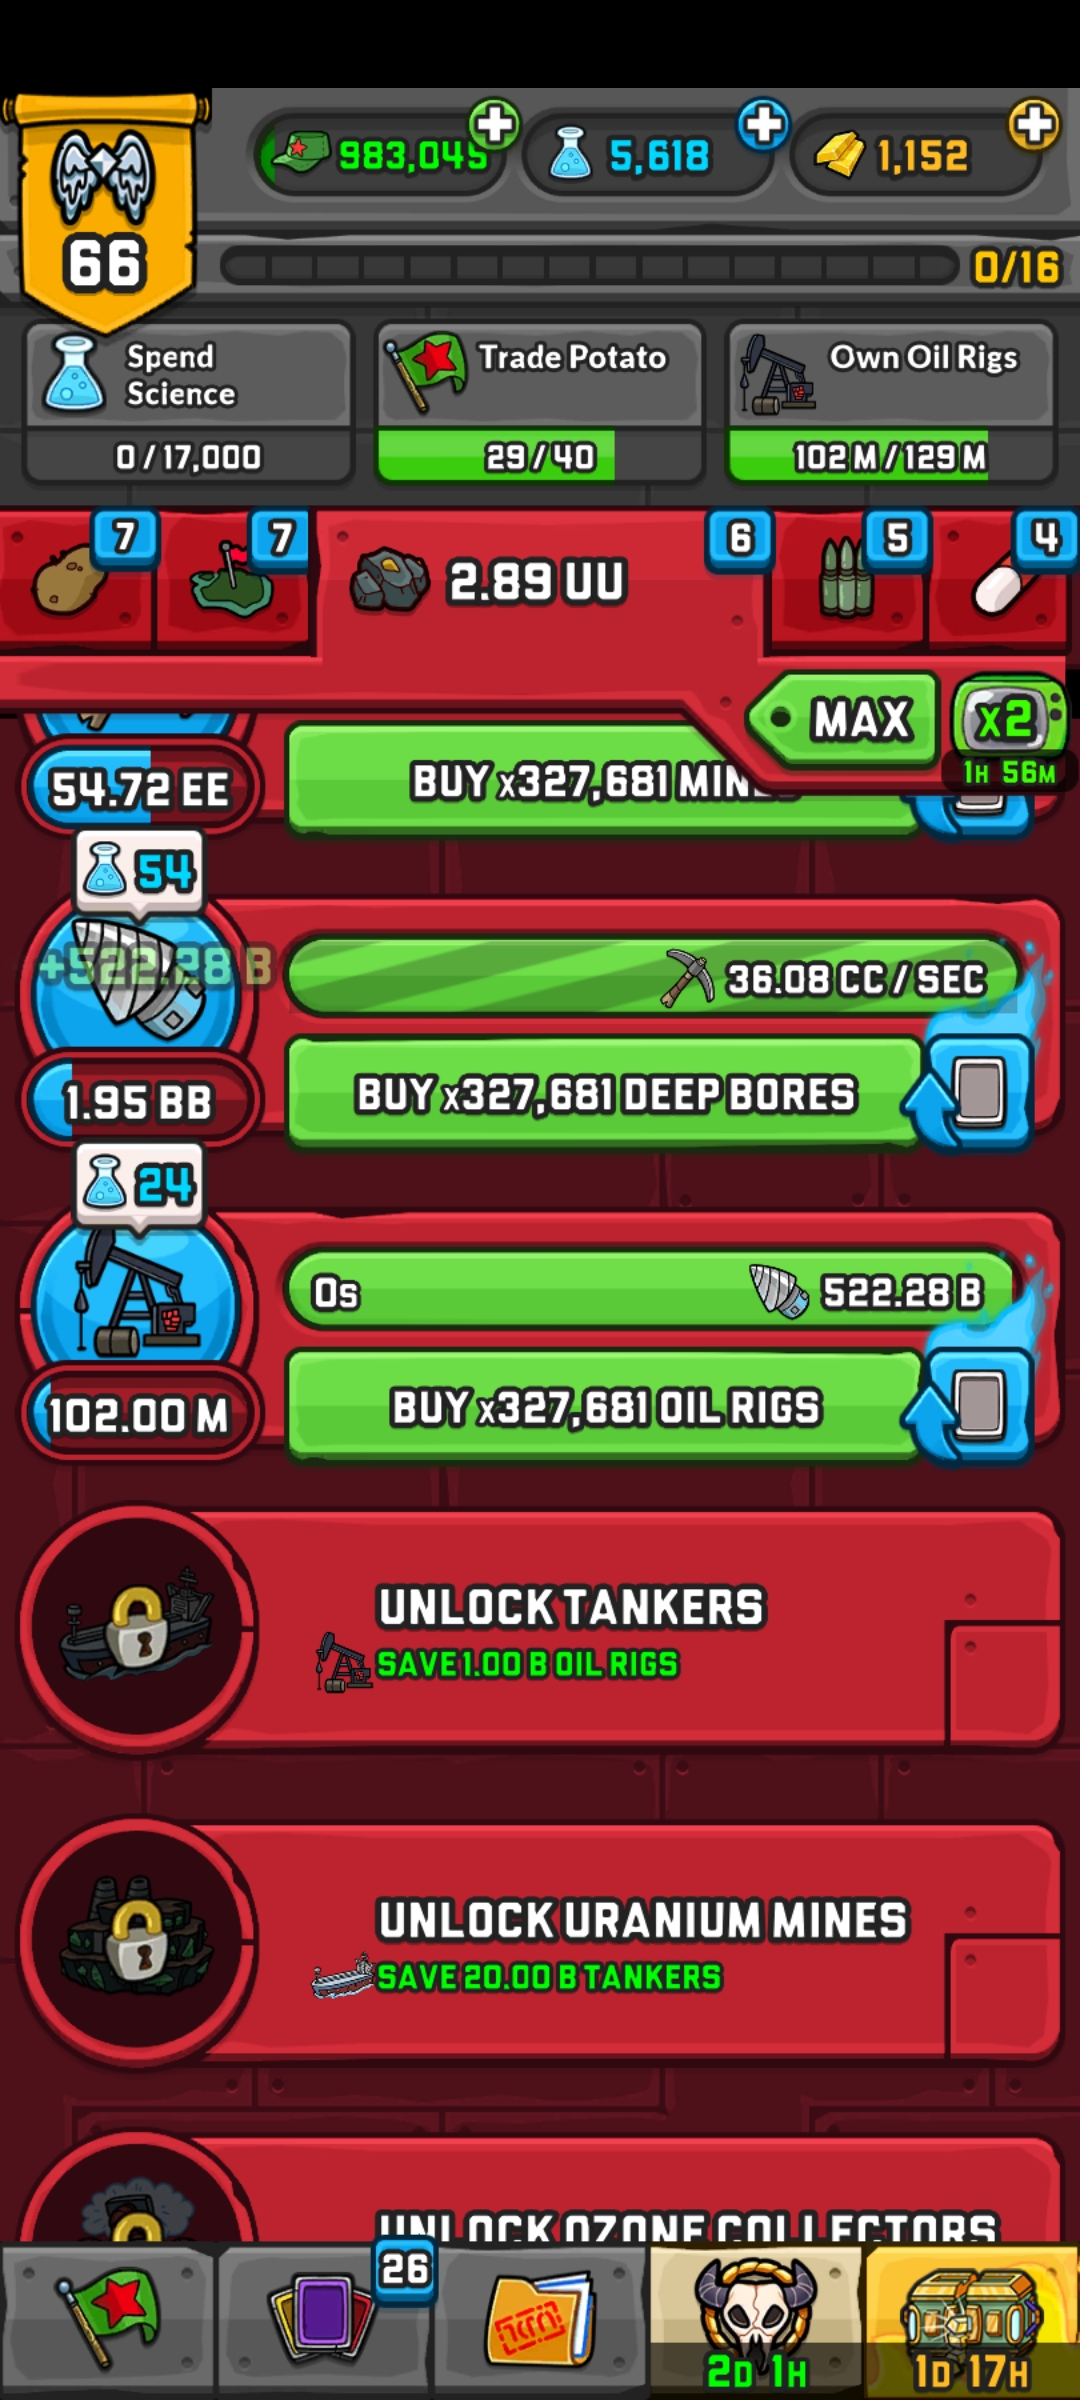 983,045
5,618
1,152
66
0/16
Spend
Science
0/17,000
Trade Potato
29/40
Own Oil Rigs
102 M/129 M
7
7
2.89 UU
6
5
4
MAX
x2
1H 56M
54.72 EE
BUY x327,681
54
+522.28 B
36.08 CC / SEC
1.95 BB
BUY x327,681 DEEP BORES
24
0s
522.28 B
102.00 M
BUY x327,681 OIL RIGS
UNLOCK TANKERS
SAVE 1.00 B OIL RIGS
UNLOCK URANIUM MINES
SAVE 20.00 B TANKERS
UNLOCK OZONE COLLECTORS
26
2D 1H
1D 17H